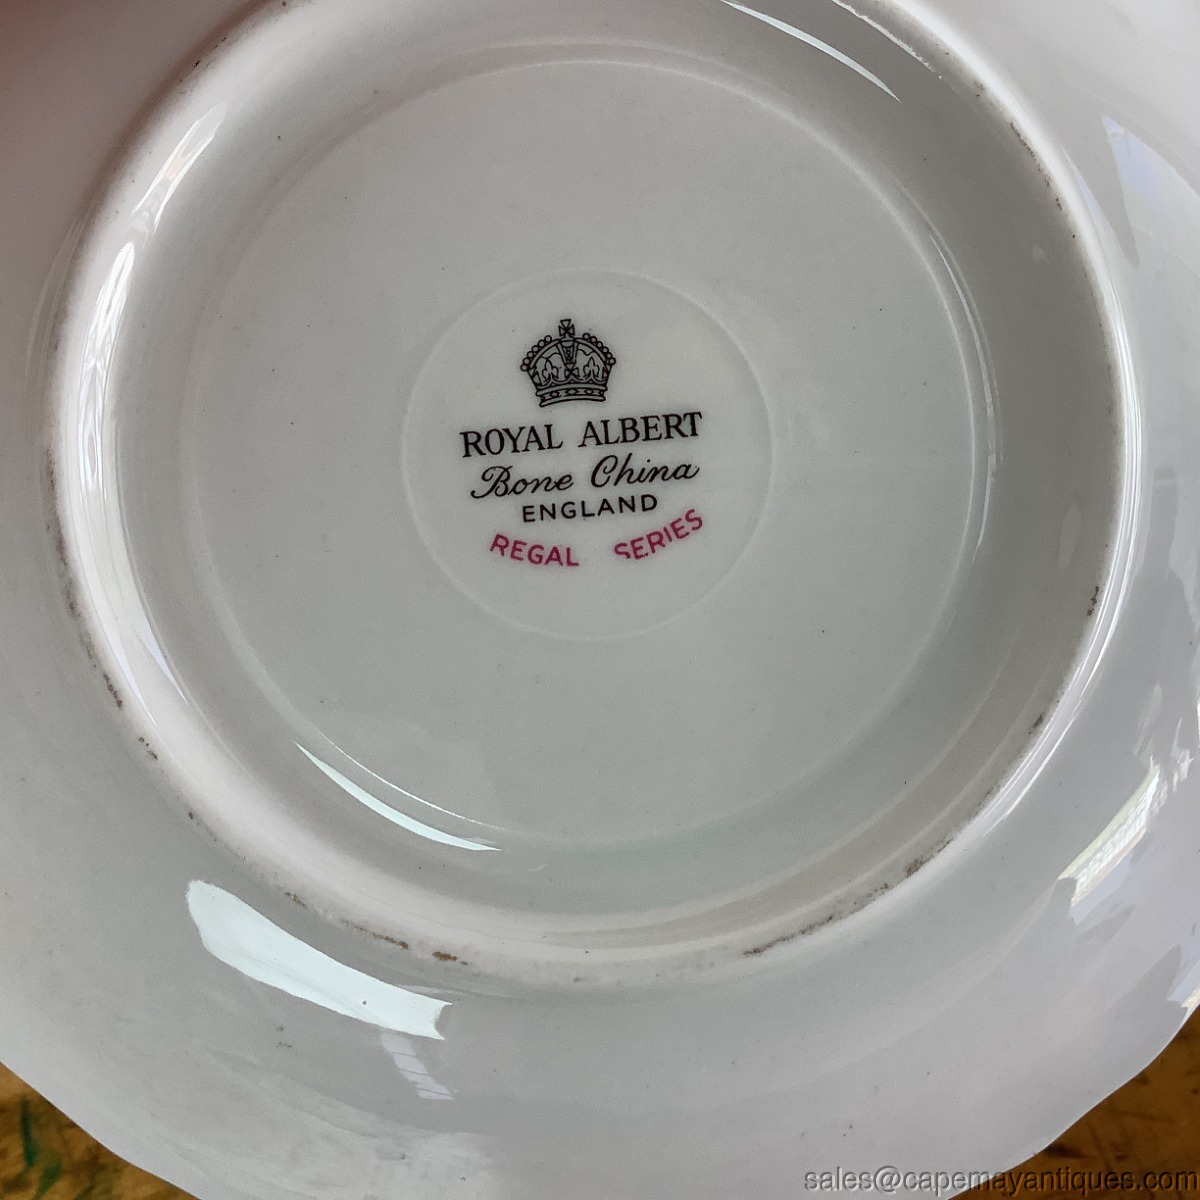 ROYAL ALBERT
Bone China
ENGLAND
REGAL SERIES
sales@capemayantiques.com